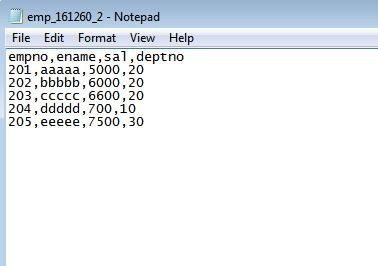 emp_161260_2 - Notepad
File Edit Format View Help
empno,ename,sal,deptno
201,aaaaa,5000,20
202,bbbbb,6000,20
203,ccccc,6600,20
204,ddddd,700,10
205,eeeee,7500,30